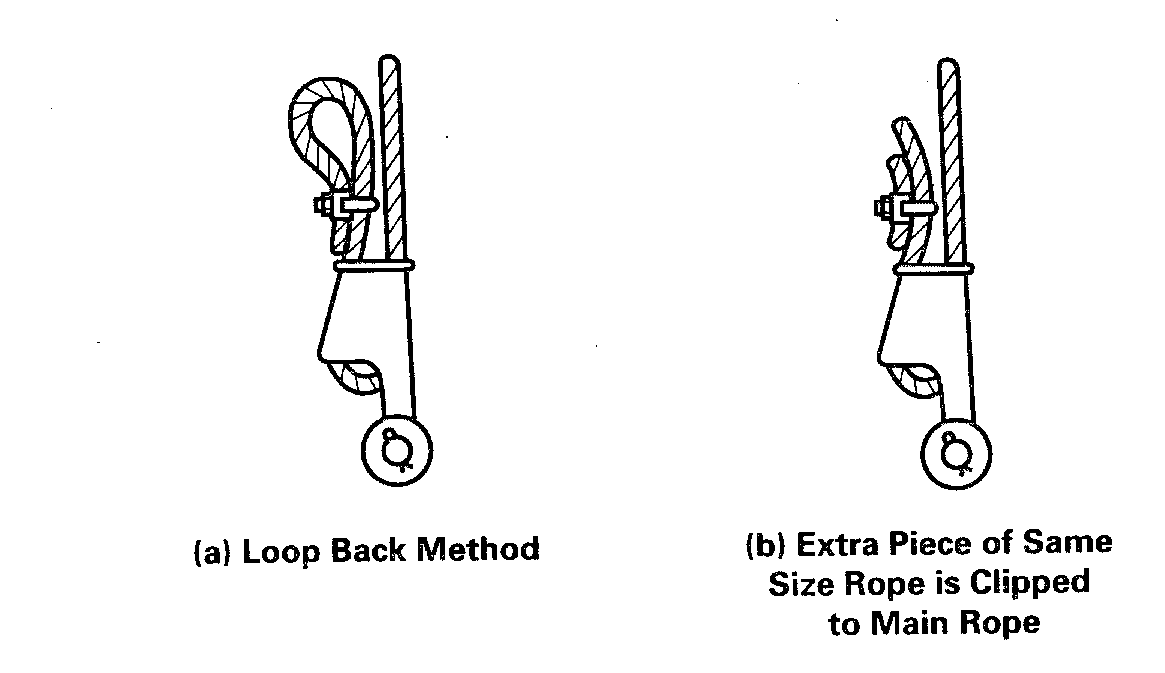 (a) Loop Back Method
(b) Extra Piece of Same
Size Rope is Clipped
to Main Rope